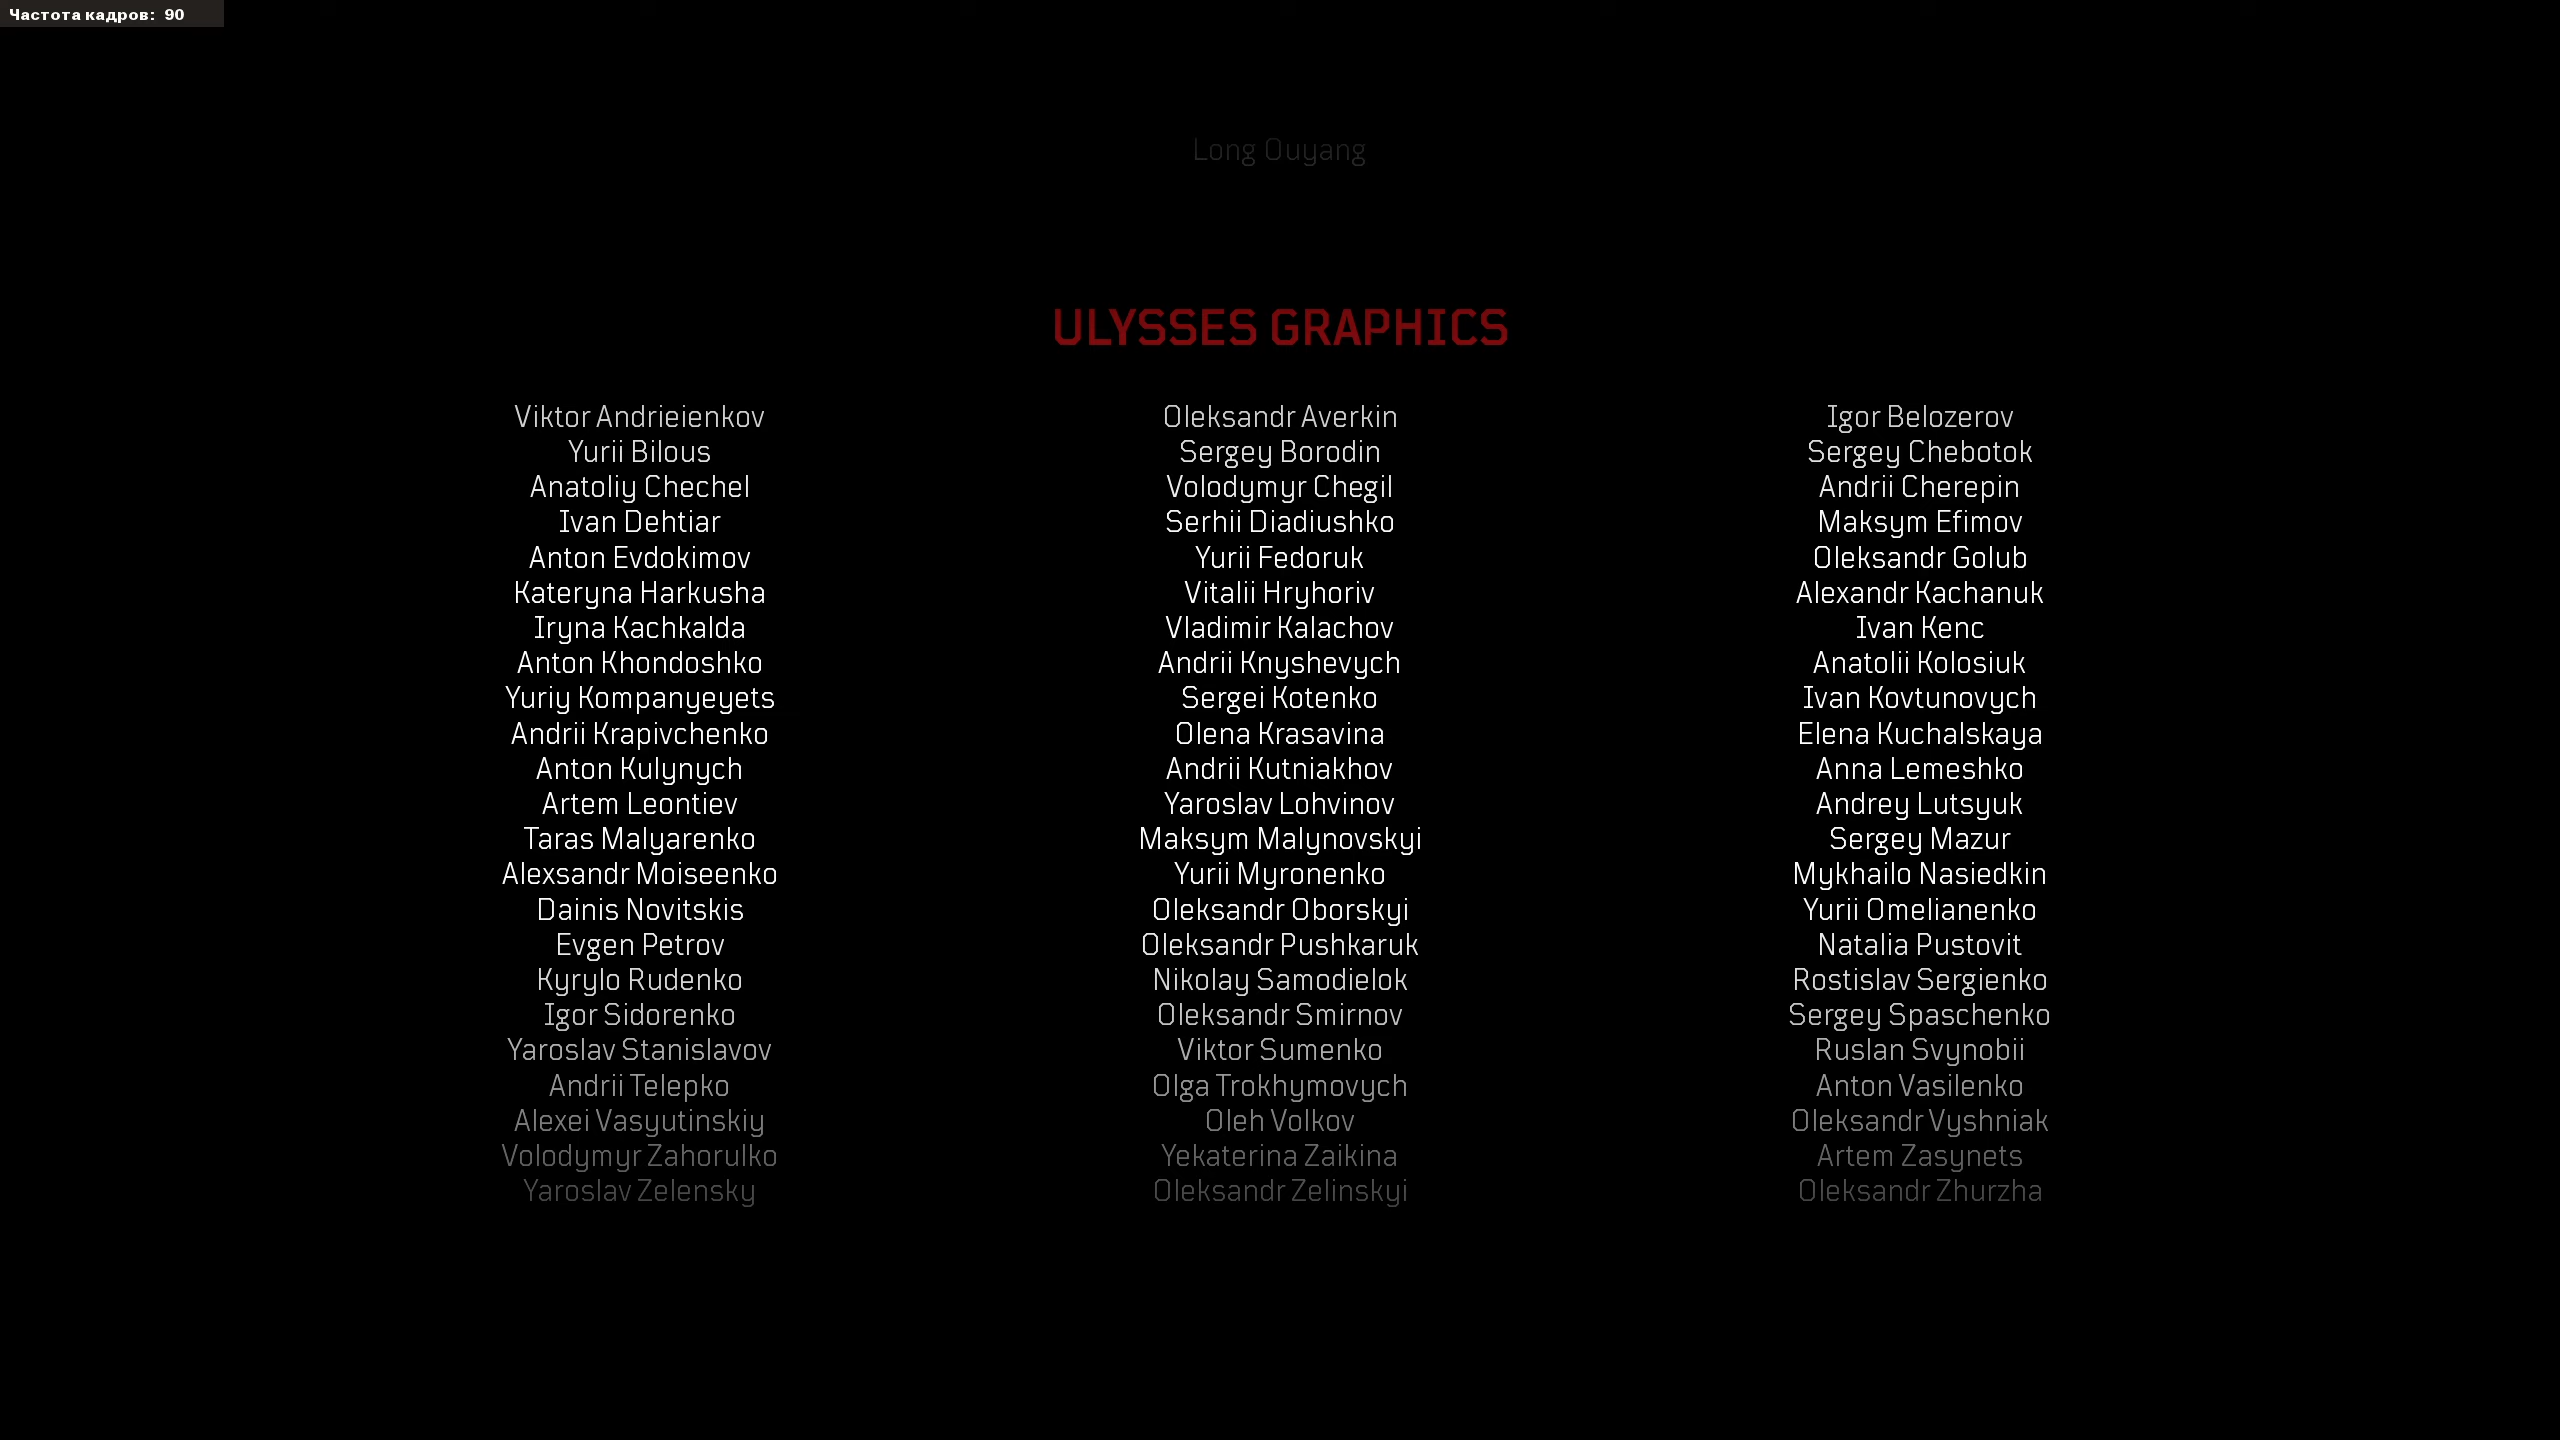 Частота кадров: 90
Long Ouyang
ULYSSES GRAPHICS
Viktor Andrieienkov Oleksandr Averkin Igor Belozerov
Yurii Bilous Sergey Borodin Sergey Chebotok
Anatoliy Chechel Volodymyr Chegil Andrii Cherepin
Ivan Dehtiar Serhii Diadiushko Maksym Efimov
Anton Evdokimov Yurii Fedoruk Oleksandr Golub
Kateryna Harkusha Vitalii Hryhoriv Alexandr Kachanuk
Iryna Kachkalda Vladimir Kalachov Ivan Kenc
Anton Khondoshko Andrii Knyshevych Anatolii Kolosiuk
Yuriy Kompanyeyets Sergei Kotenko Ivan Kovtunovych
Andrii Krapivchenko Olena Krasavina Elena Kuchalskaya
Anton Kulynych Andrii Kutniakhov Anna Lemeshko
Artem Leontiev Yaroslav Lohvinov Andrey Lutsyuk
Taras Malyarenko Maksym Malynovskyi Sergey Mazur
Alexsandr Moiseenko Yurii Myronenko Mykhailo Nasiedkin
Dainis Novitskis Oleksandr Oborskyi Yurii Omelianenko
Evgen Petrov Oleksandr Pushkaruk Natalia Pustovit
Kyrylo Rudenko Nikolay Samodielok Rostislav Sergienko
Igor Sidorenko Oleksandr Smirnov Sergey Spaschenko
Yaroslav Stanislavov Viktor Sumenko Ruslan Svynobii
Andrii Telepko Olga Trokhymovych Anton Vasilenko
Alexei Vasyutinskiy Oleh Volkov Oleksandr Vyshniak
Volodymyr Zahorulko Yekaterina Zaikina Artem Zasynets
Yaroslav Zelensky Oleksandr Zelinskyi Oleksandr Zhurzha